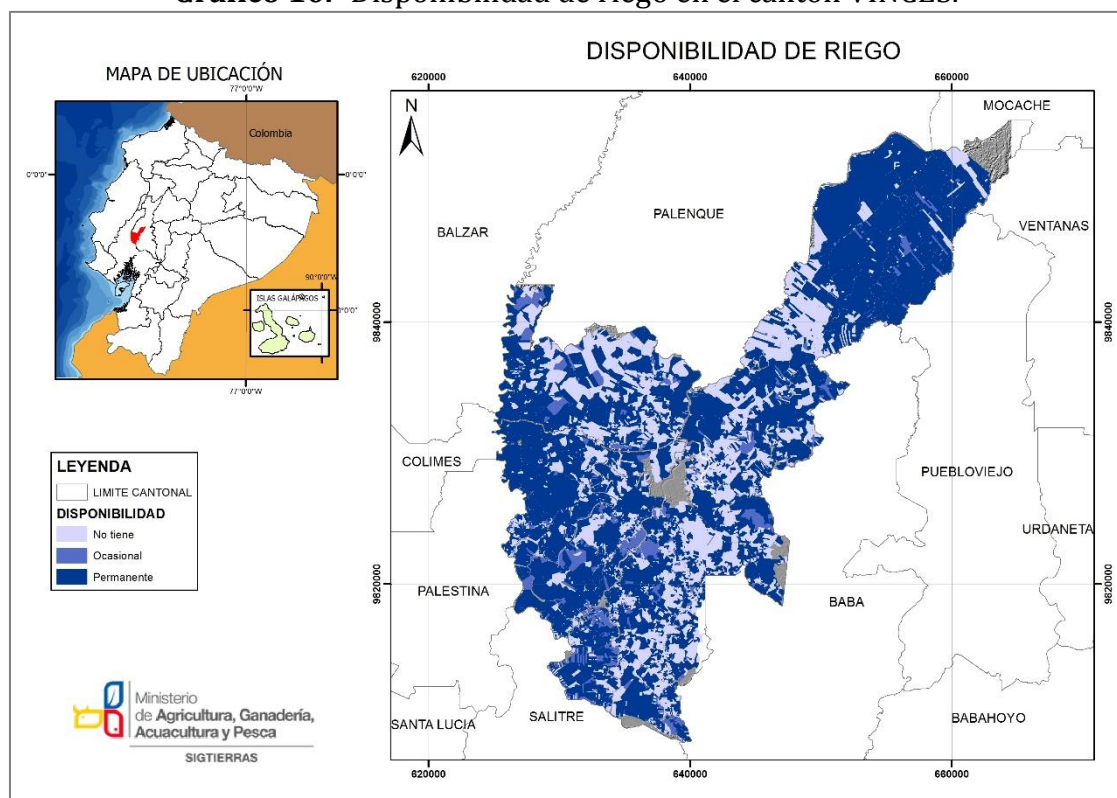 Gráfico 16. Disponibilidad de riego en el cantón VINCES.
DISPONIBILIDAD DE RIEGO
MAPA DE UBICACIÓN
77°0'0"W
Colombia
0°0'0"
0°0'0"
90°0'0"W
ISLAS GALÁPAGOS
0°0'0"
77°0'0"W
620000
640000
660000
N
MOCACHE
PALENQUE
VENTANAS
BALZAR
9840000
9840000
COLIMES
PUEBLOVIEJO
URDANETA
9820000
9820000
PALESTINA
BABA
SANTA LUCIA
SALITRE
BABAHOYO
620000
640000
660000
LEYENDA
LIMITE CANTONAL
DISPONIBILIDAD
No tiene
Ocasional
Permanente
Ministerio
de Agricultura, Ganadería,
Acuacultura y Pesca
SIGTIERRAS